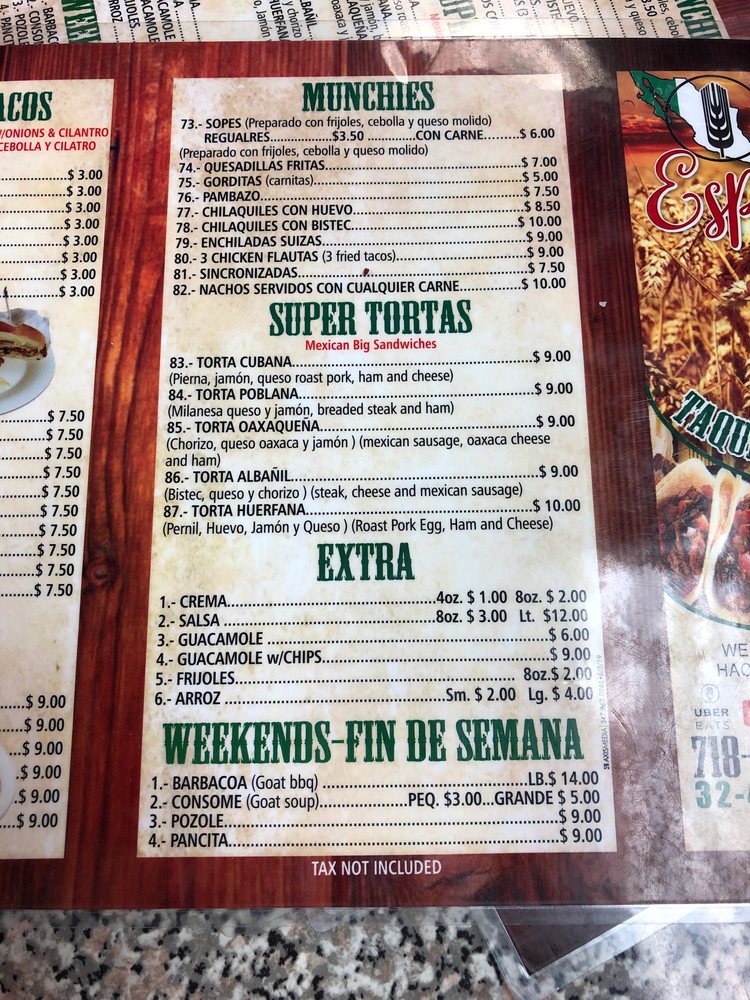 MUNCHIES
73.- SOPES (Preparado con frijoles, cebolla y queso molido)
REGUALRES..................$3.50 .............CON CARNE.........$ 6.00
(Preparado con frijoles, cebolla y queso molido)
74.- QUESADILLAS FRITAS...$ 7.00
75.- GORDITAS (carnitas)...$ 5.00
76.- PAMBAZO...$ 7.50
77.- CHILAQUILES CON HUEVO...$ 8.50
78.- CHILAQUILES CON BISTEC...$ 10.00
79.- ENCHILADAS SUIZAS...$ 9.00
80.- 3 CHICKEN FLAUTAS (3 fried tacos)...$ 9.00
81.- SINCRONIZADAS...$ 7.50
82.- NACHOS SERVIDOS CON CUALQUIER CARNE...$ 10.00
SUPER TORTAS
Mexican Big Sandwiches
83.- TORTA CUBANA...$ 9.00
(Pierna, jamón, queso roast pork, ham and cheese)
84.- TORTA POBLANA...$ 9.00
(Milanesa queso y jamón, breaded steak and ham)
85.- TORTA OAXAQUEÑA...$ 9.00
(Chorizo, queso oaxaca y jamón ) (mexican sausage, oaxaca cheese
and ham)
86.- TORTA ALBAÑIL...$ 9.00
(Bistec, queso y chorizo ) (steak, cheese and mexican sausage)
87.- TORTA HUERFANA...$ 10.00
(Pernil, Huevo, Jamón y Queso ) (Roast Pork Egg, Ham and Cheese)
EXTRA
1.- CREMA...4oz. $ 1.00 8oz. $ 2.00
2.- SALSA ...8oz. $ 3.00 Lt. $12.00
3.- GUACAMOLE ...$ 6.00
4.- GUACAMOLE w/CHIPS...$ 9.00
5.- FRIJOLES... 8oz.$ 2.00
6.- ARROZ ...Sm. $ 2.00 Lg. $ 4.00
WEEKENDS-FIN DE SEMANA
1.- BARBACOA (Goat bbq) ...LB.$ 14.00
2.- CONSOME (Goat soup)...PEQ. $3.00...GRANDE $ 5.00
3.- POZOLE...$ 9.00
4.- PANCITA...$ 9.00
TAX NOT INCLUDED
ACOS
/ONIONS & CILANTRO
CEBOLLA Y CILATRO
$ 3.00
$ 3.00
$ 3.00
$ 3.00
$ 3.00
$ 3.00
$ 3.00
$ 3.00
$ 7.50
$ 7.50
$ 7.50
$ 7.50
$ 7.50
$ 7.50
$ 7.50
$ 7.50
$ 7.50
$ 7.50
$ 9.00
$ 9.00
$ 9.00
$ 9.00
$ 9.00
$ 9.00
Esp
TAQU
WE
HAC
UBER
EATS
718-
32-